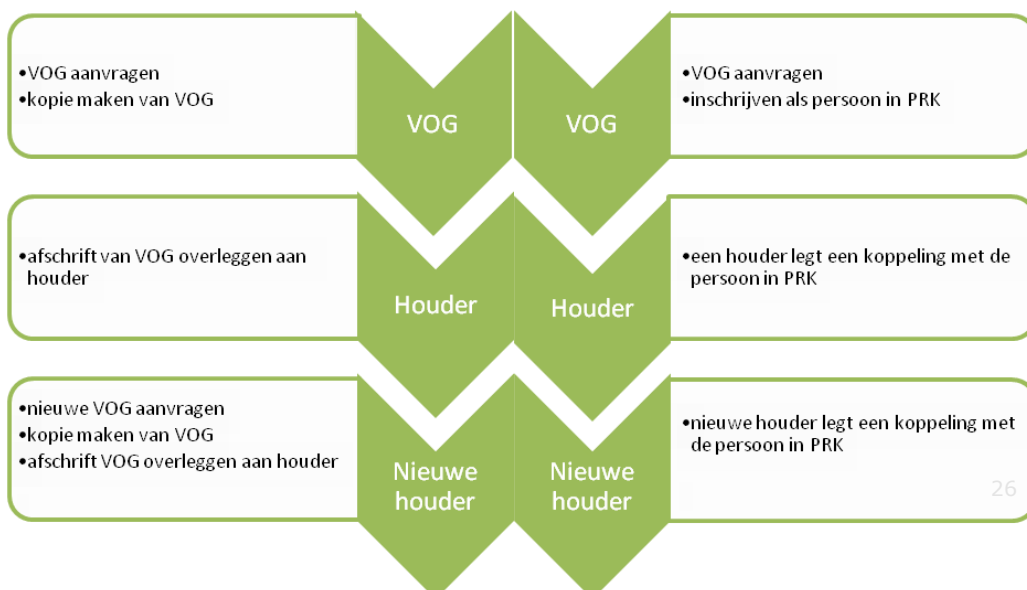 •VOG aanvragen
•kopie maken van VOG
VOG
VOG
•VOG aanvragen
•inschrijven als persoon in PRK
•afschrift van VOG overleggen aan
houder
Houder
Houder
•een houder legt een koppeling met de
persoon in PRK
•nieuwe VOG aanvragen
•kopie maken van VOG
•afschrift VOG overleggen aan houder
Nieuwe
houder
Nieuwe
houder
•nieuwe houder legt een koppeling met
de persoon in PRK
26